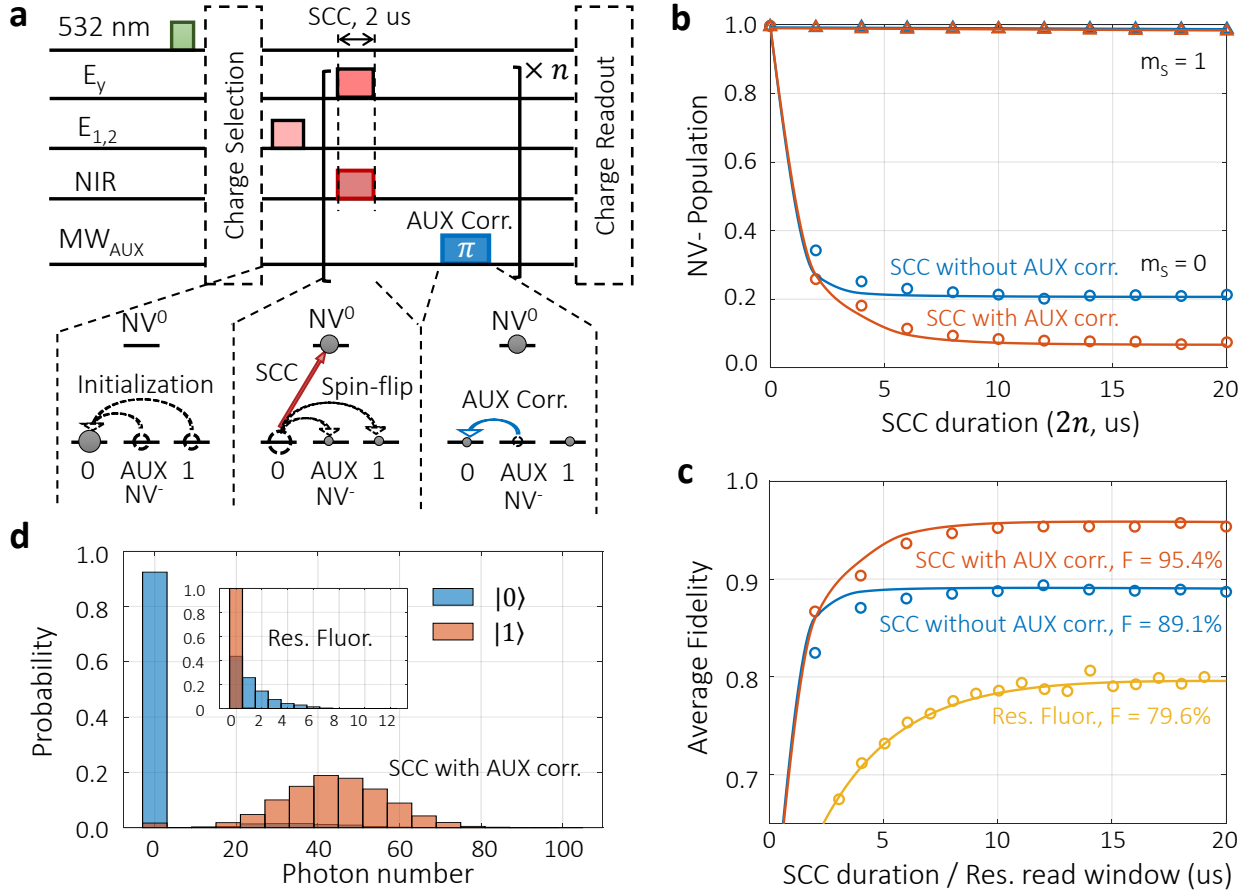 a
SCC, 2 us
532 nm
E_y
× n
E_{1,2}
NIR
MW_AUX
Charge Selection
Charge Readout
AUX Corr.
π
NV⁰
Initialization
0 AUX 1
NV⁻
NV⁰
SCC
Spin-flip
0 AUX 1
NV⁻
NV⁰
AUX Corr.
0 AUX 1
NV⁻
b
NV- Population
1.0
0.8
0.6
0.4
0.2
0.0
m_S = 1
SCC without AUX corr.
m_S = 0
SCC with AUX corr.
0 5 10 15 20
SCC duration (2n, us)
c
Average Fidelity
1.0
0.9
0.8
0.7
SCC with AUX corr., F = 95.4%
SCC without AUX corr., F = 89.1%
Res. Fluor., F = 79.6%
0 5 10 15 20
SCC duration / Res. read window (us)
d
Probability
1.0
0.8
0.6
0.4
0.2
0.0
1.0
0.8
0.6
0.4
0.2
0
Res. Fluor.
0 2 4 6 8 10 12
|0⟩
|1⟩
SCC with AUX corr.
0 20 40 60 80 100
Photon number